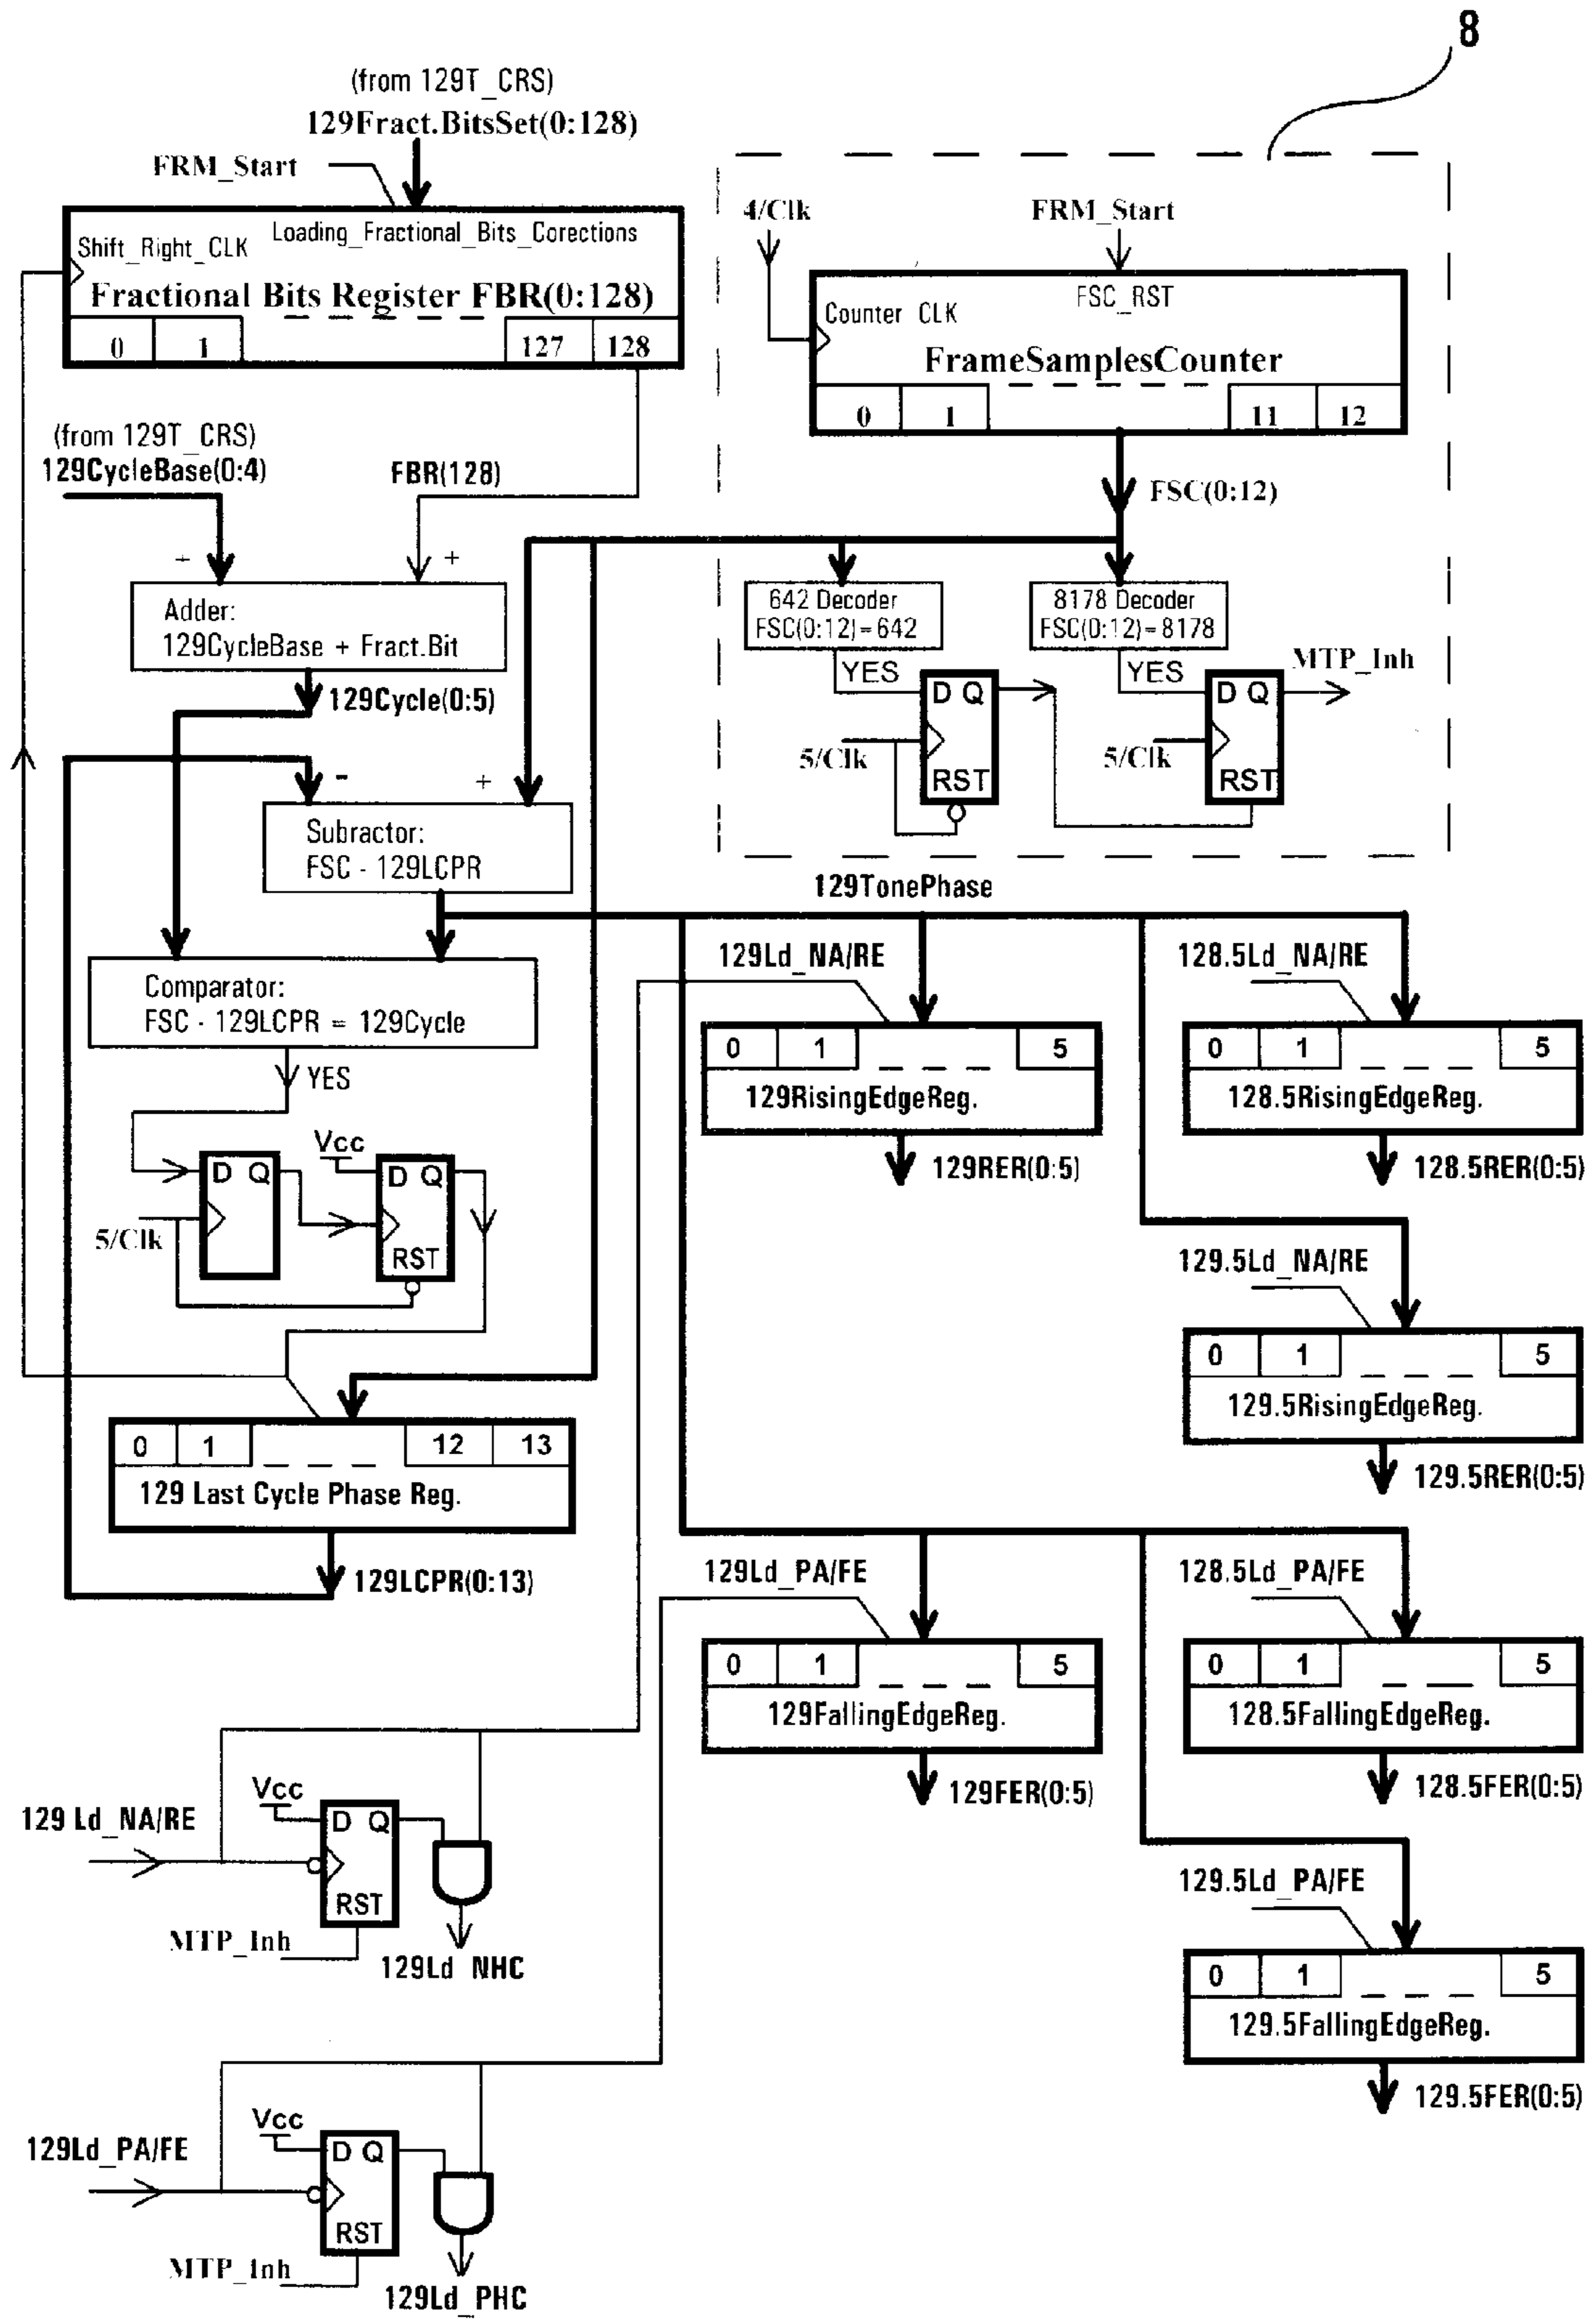 8
(from 129T_CRS)
129Fract.BitsSet(0:128)
FRM_Start
Shift_Right_CLK
Loading_Fractional_Bits_Corections
Fractional Bits Register FBR(0:128)
0 1 127 128
4/Clk
FRM_Start
FSC_RST
Counter CLK
FrameSamplesCounter
0 1 11 12
FSC(0:12)
(from 129T_CRS)
129CycleBase(0:4)
FBR(128)
+ +
Adder:
129CycleBase + Fract.Bit
129Cycle(0:5)
642 Decoder
FSC(0:12)=642
YES
8178 Decoder
FSC(0:12)=8178
YES
MTP_Inh
D Q
5/Clk
RST
D Q
5/Clk
RST
- +
Subractor:
FSC - 129LCPR
129TonePhase
Comparator:
FSC - 129LCPR = 129Cycle
YES
Vcc
D Q
5/Clk
D Q
RST
129Ld_NA/RE
0 1 5
129RisingEdgeReg.
129RER(0:5)
128.5Ld_NA/RE
0 1 5
128.5RisingEdgeReg.
128.5RER(0:5)
129.5Ld_NA/RE
0 1 5
129.5RisingEdgeReg.
129.5RER(0:5)
0 1 12 13
129 Last Cycle Phase Reg.
129LCPR(0:13)
129Ld_PA/FE
0 1 5
129FallingEdgeReg.
129FER(0:5)
128.5Ld_PA/FE
0 1 5
128.5FallingEdgeReg.
128.5FER(0:5)
129.5Ld_PA/FE
0 1 5
129.5FallingEdgeReg.
129.5FER(0:5)
Vcc
129 Ld_NA/RE
D Q
RST
MTP_Inh
129Ld_NHC
Vcc
129Ld_PA/FE
D Q
RST
MTP_Inh
129Ld_PHC